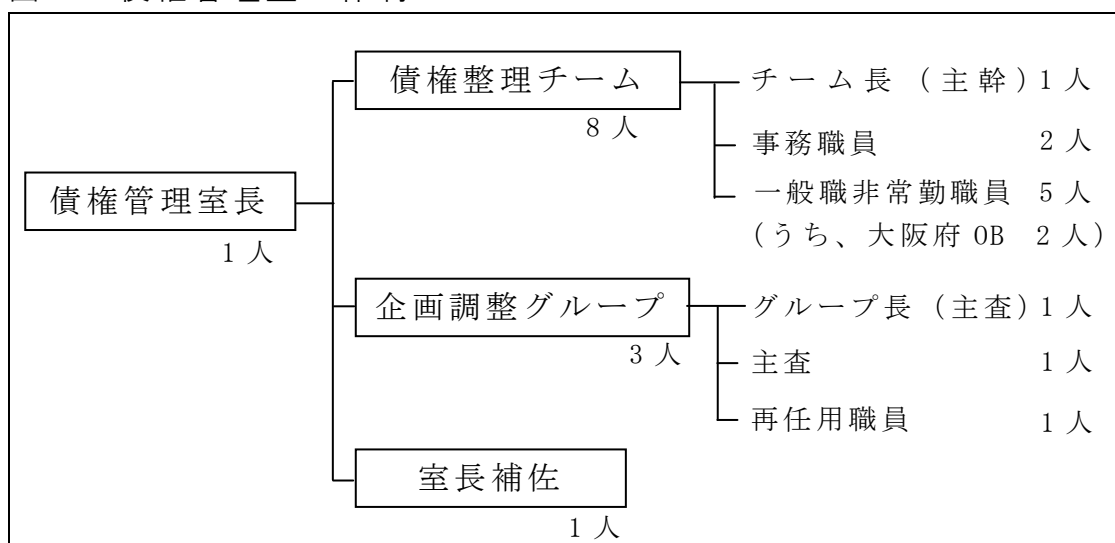 債権整理チーム
8 人
チーム長（主幹）1 人
事務職員 2 人
一般職非常勤職員 5 人
（うち、大阪府 OB 2 人）
債権管理室長
1 人
企画調整グループ
3 人
グループ長（主査）1 人
主査 1 人
再任用職員 1 人
室長補佐
1 人